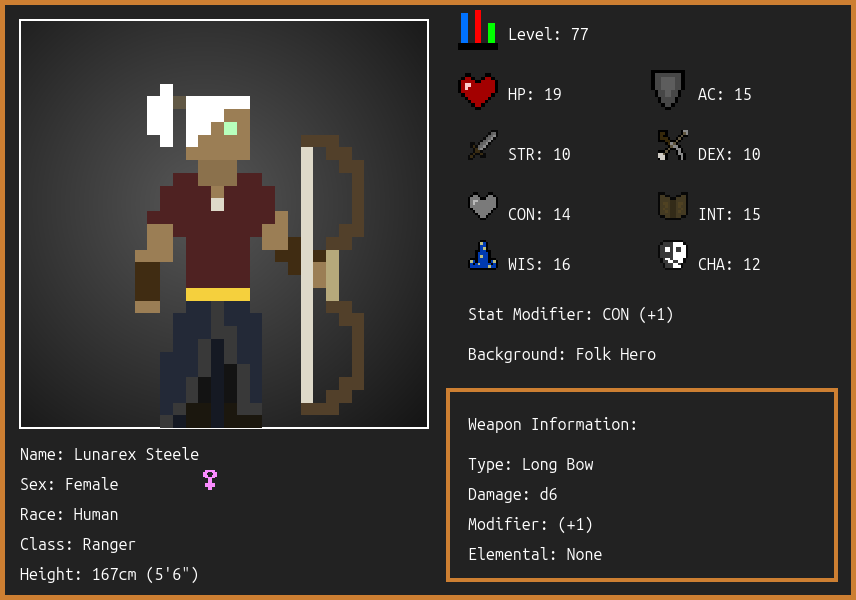 Level: 77
HP: 19
AC: 15
STR: 10
DEX: 10
CON: 14
INT: 15
WIS: 16
CHA: 12
Stat Modifier: CON (+1)
Background: Folk Hero
Weapon Information:
Type: Long Bow
Damage: d6
Modifier: (+1)
Elemental: None
Name: Lunarex Steele
Sex: Female
Race: Human
Class: Ranger
Height: 167cm (5'6")